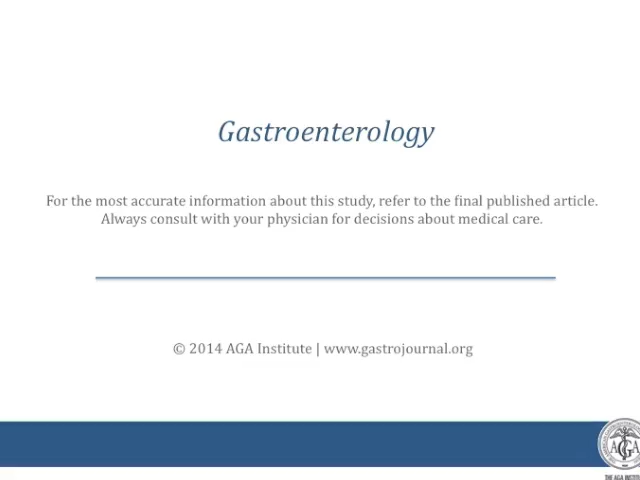 Gastroenterology
For the most accurate information about this study, refer to the final published article.
Always consult with your physician for decisions about medical care.
© 2014 AGA Institute | www.gastrojournal.org
AGA